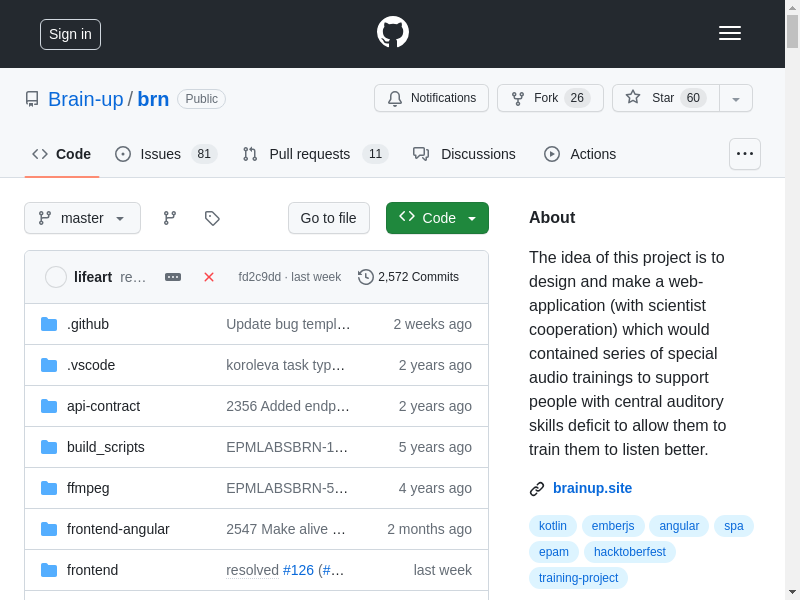 Sign in
Brain-up / brn Public
Notifications Fork 26 Star 60
Code Issues 81 Pull requests 11 Discussions Actions
master Go to file Code
lifeart re… fd2c9dd · last week 2,572 Commits
.github Update bug templ… 2 weeks ago
.vscode koroleva task typ… 2 years ago
api-contract 2356 Added endp… 2 years ago
build_scripts EPMLABSBRN-1… 5 years ago
ffmpeg EPMLABSBRN-5… 4 years ago
frontend-angular 2547 Make alive … 2 months ago
frontend resolved #126 (#… last week
About
The idea of this project is to
design and make a web-
application (with scientist
cooperation) which would
contained series of special
audio trainings to support
people with central auditory
skills deficit to allow them to
train them to listen better.
brainup.site
kotlin emberjs angular spa
epam hacktoberfest
training-project